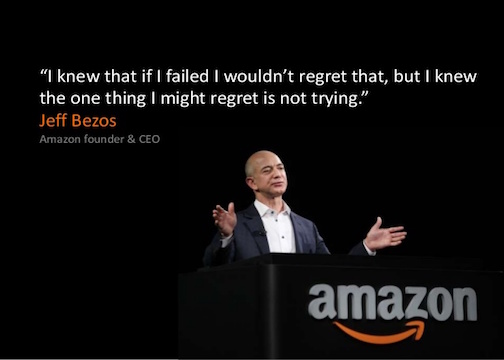 “I knew that if I failed I wouldn’t regret that, but I knew
the one thing I might regret is not trying.”
Jeff Bezos
Amazon founder & CEO
amazon